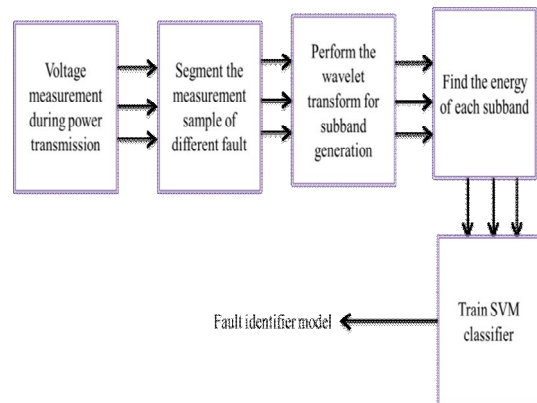 Voltage
measurement
during power
transmission
Segment the
measurement
sample of
different fault
Perform the
wavelet
transform for
subband
generation
Find the energy
of each subband
Train SVM
classifier
Fault identifier model